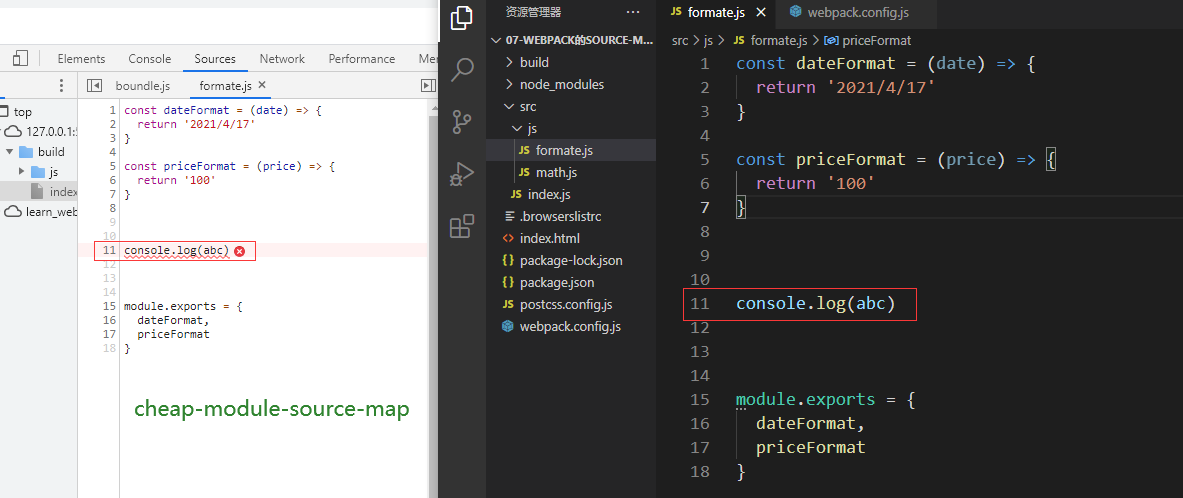 Elements Console Sources Network Performance Mem
boundle.js formate.js
top
127.0.0.1:5
build
js
index
learn_web
1 const dateFormat = (date) => {
2 return '2021/4/17'
3 }
4
5 const priceFormat = (price) => {
6 return '100'
7 }
8
9
10
11 console.log(abc)
12
13
14
15 module.exports = {
16 dateFormat,
17 priceFormat
18 }
cheap-module-source-map
资源管理器 ···
07-WEBPACK的SOURCE-M...
build
node_modules
src
js
JS formate.js
JS math.js
JS index.js
.browserslistrc
<> index.html
{} package-lock.json
{} package.json
JS postcss.config.js
webpack.config.js
JS formate.js webpack.config.js
src > js > JS formate.js > priceFormat
1 const dateFormat = (date) => {
2 return '2021/4/17'
3 }
4
5 const priceFormat = (price) => {
6 return '100'
7 }
8
9
10
11 console.log(abc)
12
13
14
15 module.exports = {
16 dateFormat,
17 priceFormat
18 }